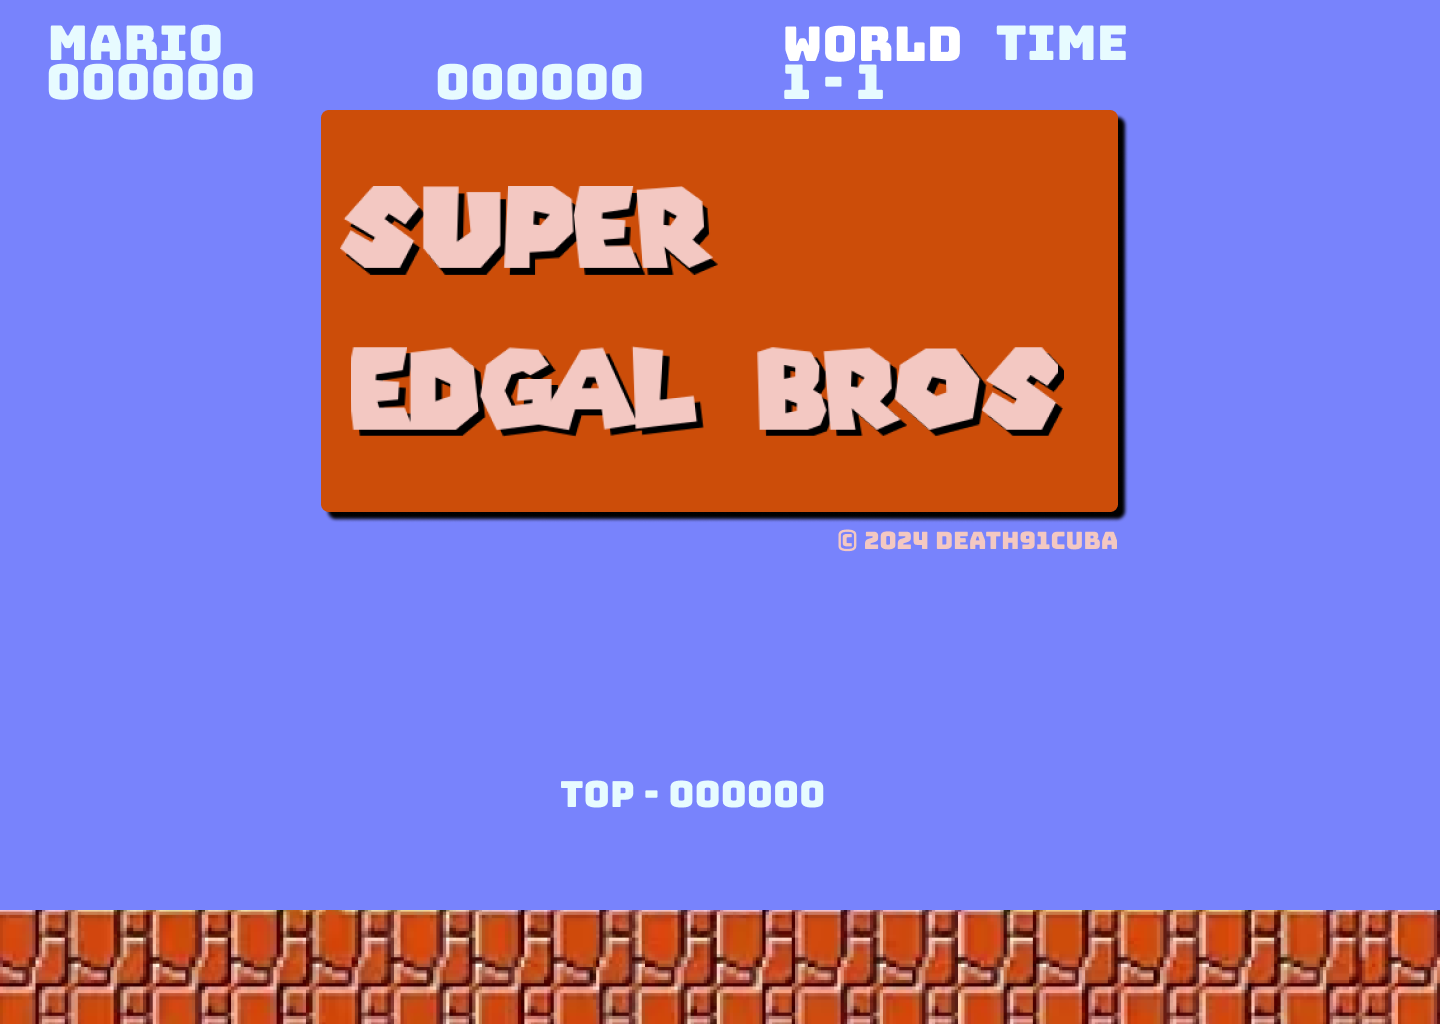 MARIO WORLD TIME
000000 000000 1-1
SUPER
EDGAL BROS
© 2024 DEATH91CUBA
TOP - 000000